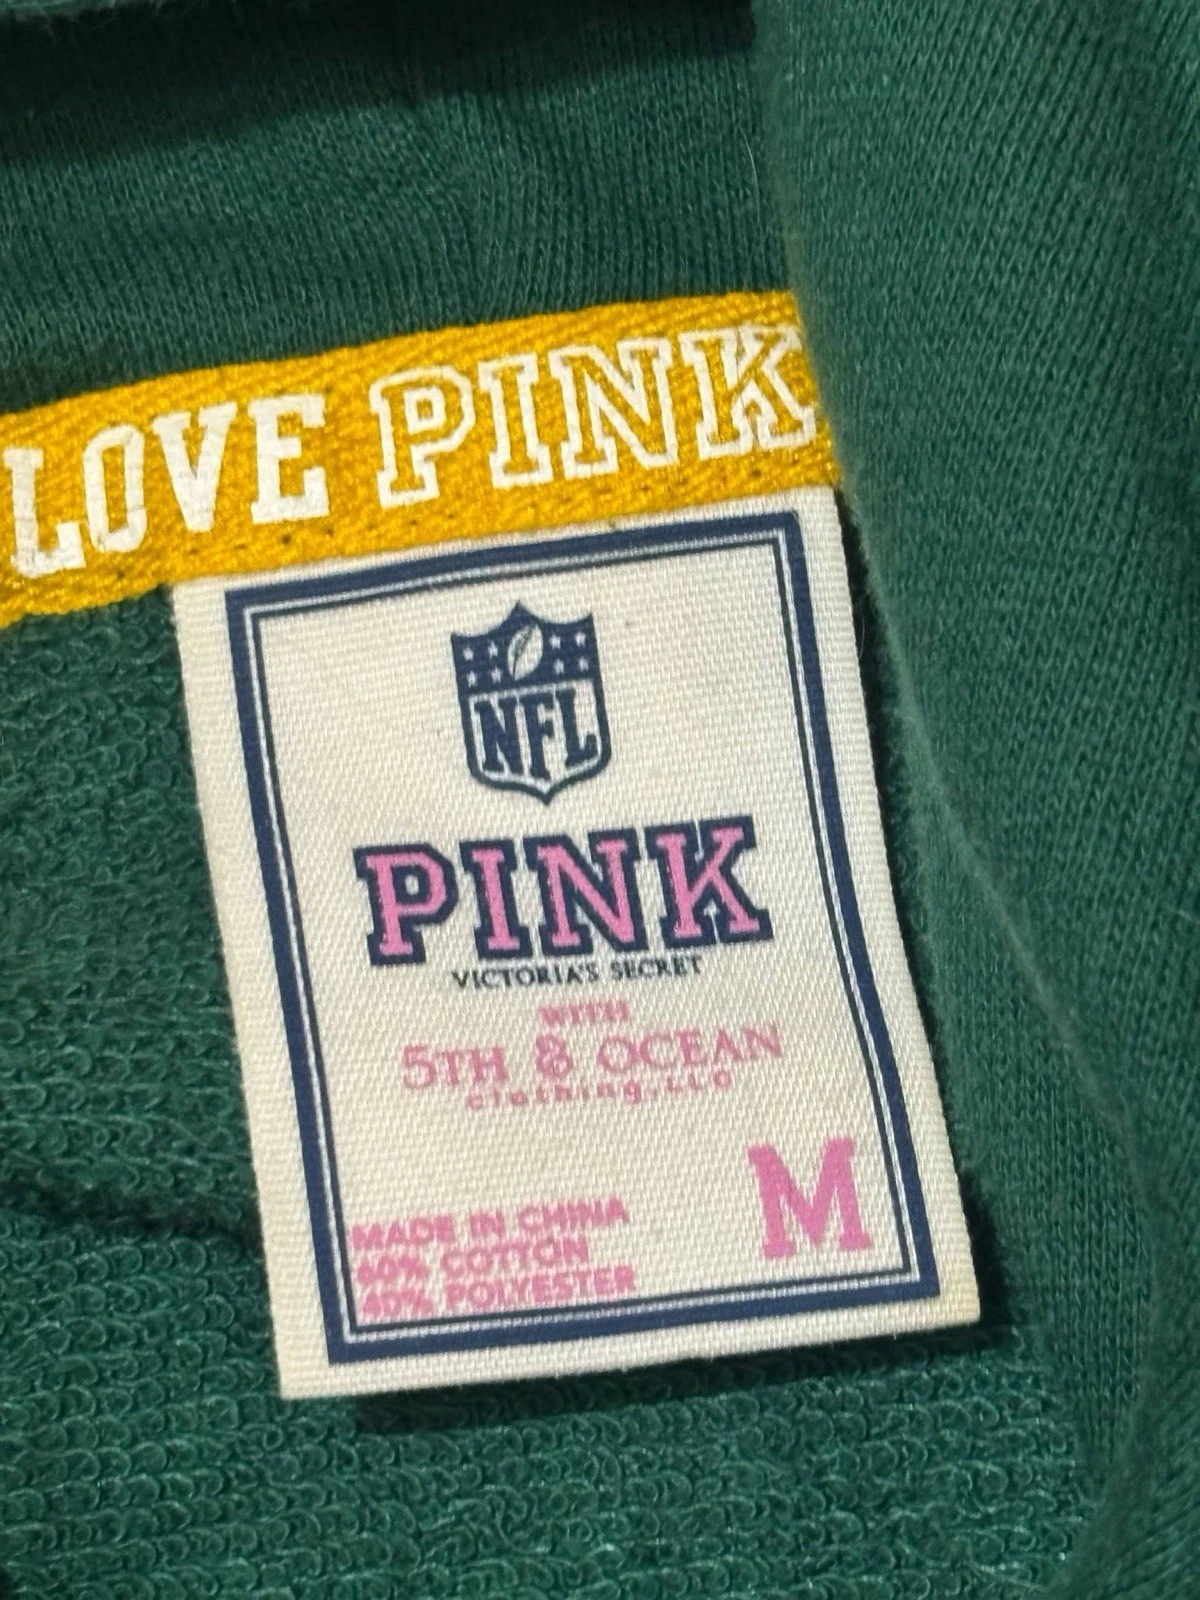 LOVE PINK
NFL
PINK
VICTORIA'S SECRET
WITH
5TH & OCEAN
clothing, LLC
M
MADE IN CHINA
60% COTTON
40% POLYESTER